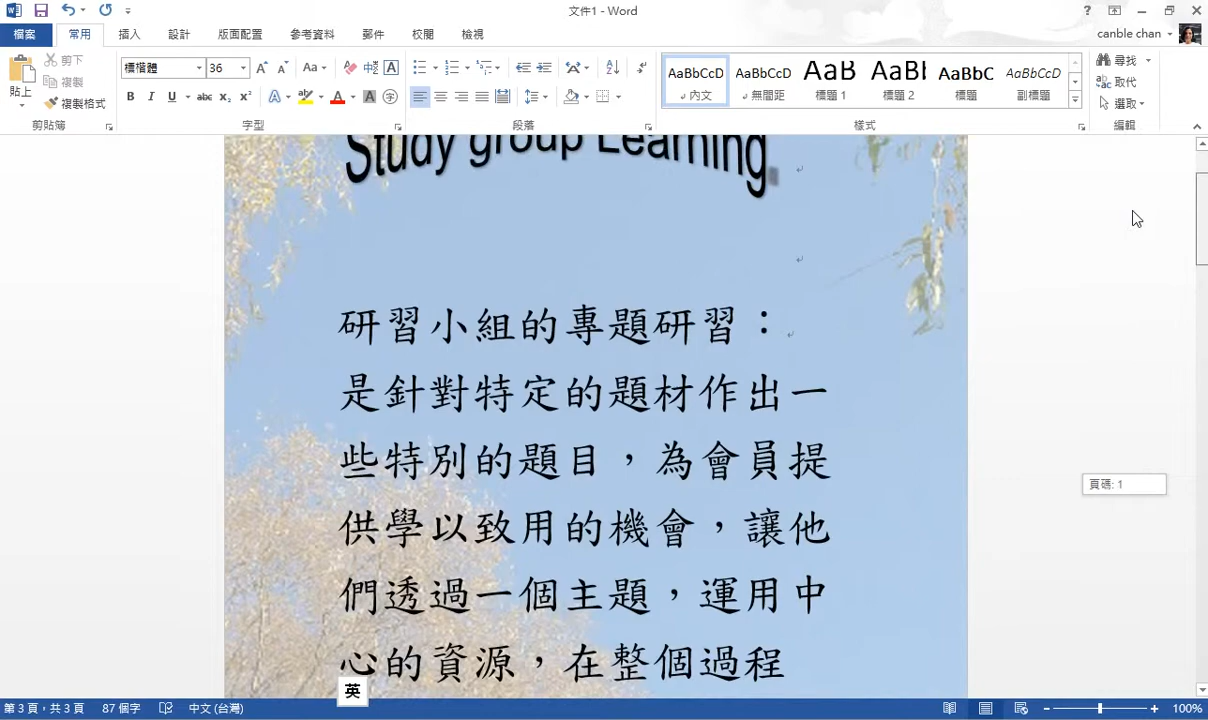 文件1 - Word
?
檔案 常用 插入 設計 版面配置 參考資料 郵件 校閱 檢視
canble chan
貼上
剪下
複製
複製格式
標楷體 36
Aa
B I U abc x₂ x²
AaBbCcD AaBbCcD AaB AaBb AaBbC AaBbCcD
內文 無間距 標題 1 標題 2 標題 副標題
尋找
取代
選取
剪貼簿 字型 段落 樣式 編輯
Study group Learning
研習小組的專題研習：
是針對特定的題材作出一
些特別的題目，為會員提
供學以致用的機會，讓他
們透過一個主題，運用中
心的資源，在整個過程
頁碼: 1
英
第 3 頁，共 3 頁 87 個字 中文 (台灣)
100%